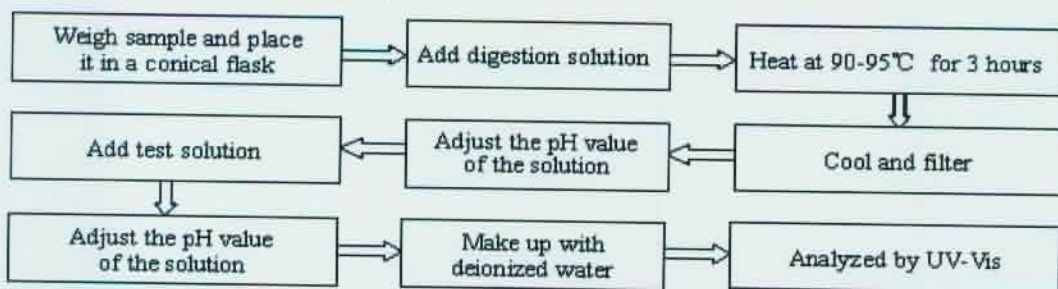 Weigh sample and place
it in a conical flask
Add digestion solution
Heat at 90-95℃ for 3 hours
Cool and filter
Adjust the pH value
of the solution
Add test solution
Adjust the pH value
of the solution
Make up with
deionized water
Analyzed by UV-Vis